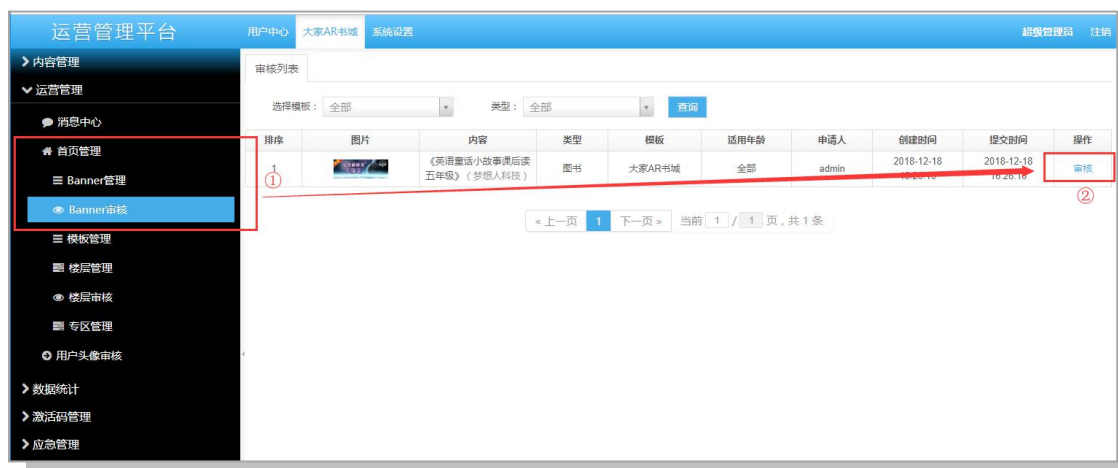 运营管理平台
用户中心 大家AR书城 系统设置 超级管理员 注销
内容管理
运营管理
消息中心
首页管理
Banner管理
Banner审核
模板管理
楼层管理
楼层审核
专区管理
用户头像审核
数据统计
激活码管理
应急管理
审核列表
选择模板: 全部 类型: 全部 查询
排序 图片 内容 类型 模板 适用年龄 申请人 创建时间 提交时间 操作
1 《英语童话小故事课后读 图书 大家AR书城 全部 admin 2018-12-18 2018-12-18 审核
五年级》(梦想人科技)
① ②
«上一页 1 下一页» 当前 1 / 1 页,共 1 条